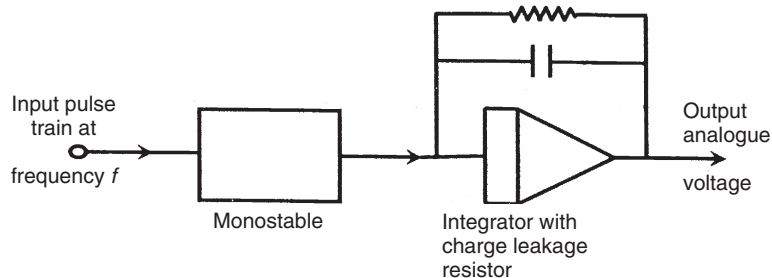 Input pulse
train at
frequency f
Monostable
Integrator with
charge leakage
resistor
Output
analogue
voltage